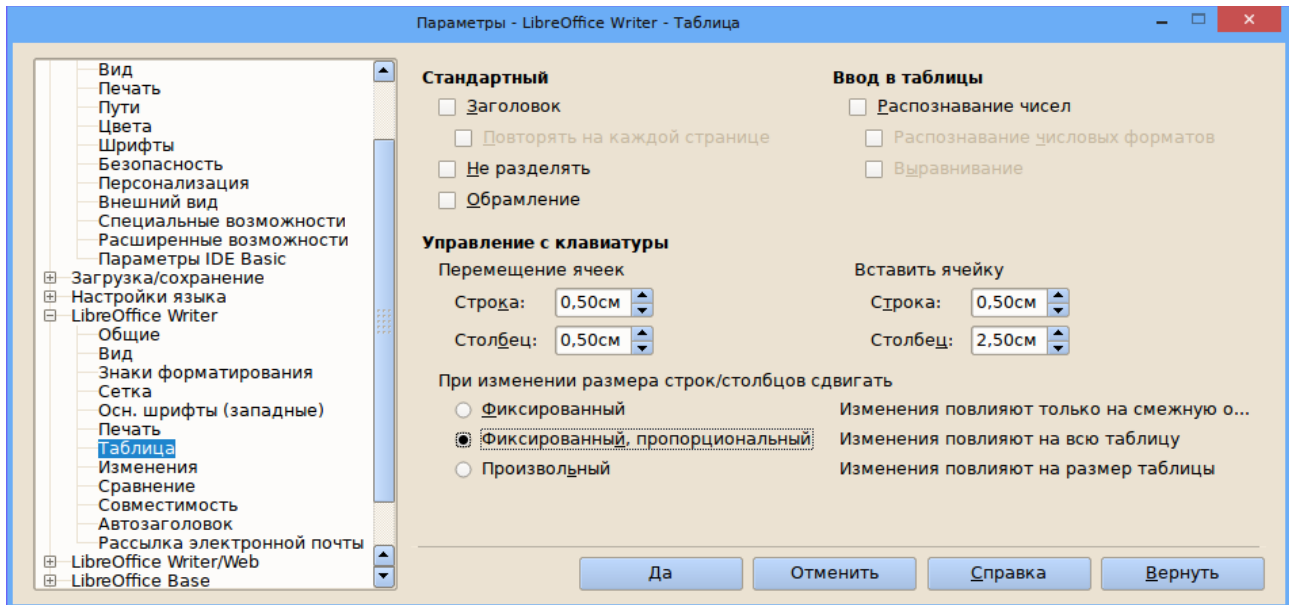 Параметры - LibreOffice Writer - Таблица
Вид
Печать
Пути
Цвета
Шрифты
Безопасность
Персонализация
Внешний вид
Специальные возможности
Расширенные возможности
Параметры IDE Basic
Загрузка/сохранение
Настройки языка
LibreOffice Writer
Общие
Вид
Знаки форматирования
Сетка
Осн. шрифты (западные)
Печать
Таблица
Изменения
Сравнение
Совместимость
Автозаголовок
Рассылка электронной почты
LibreOffice Writer/Web
LibreOffice Base
Стандартный
Заголовок
Повторять на каждой странице
Не разделять
Обрамление
Ввод в таблицы
Распознавание чисел
Распознавание числовых форматов
Выравнивание
Управление с клавиатуры
Перемещение ячеек
Строка: 0,50см
Столбец: 0,50см
Вставить ячейку
Строка: 0,50см
Столбец: 2,50см
При изменении размера строк/столбцов сдвигать
Фиксированный Изменения повлияют только на смежную о...
Фиксированный, пропорциональный Изменения повлияют на всю таблицу
Произвольный Изменения повлияют на размер таблицы
Да Отменить Справка Вернуть